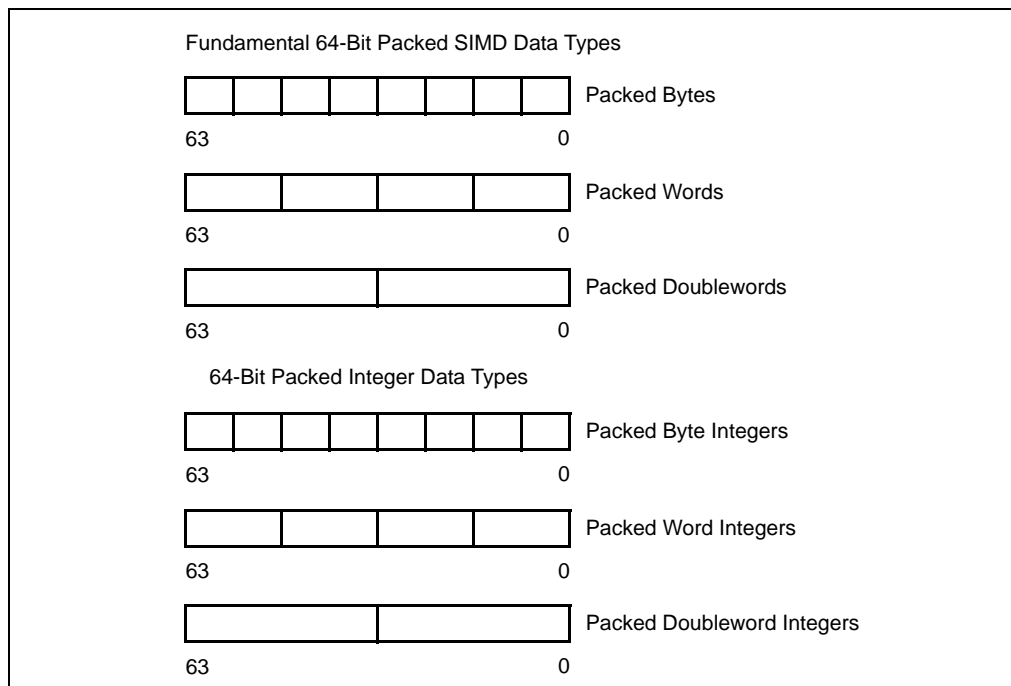 Fundamental 64-Bit Packed SIMD Data Types
Packed Bytes
63 0
Packed Words
63 0
Packed Doublewords
63 0
64-Bit Packed Integer Data Types
Packed Byte Integers
63 0
Packed Word Integers
63 0
Packed Doubleword Integers
63 0